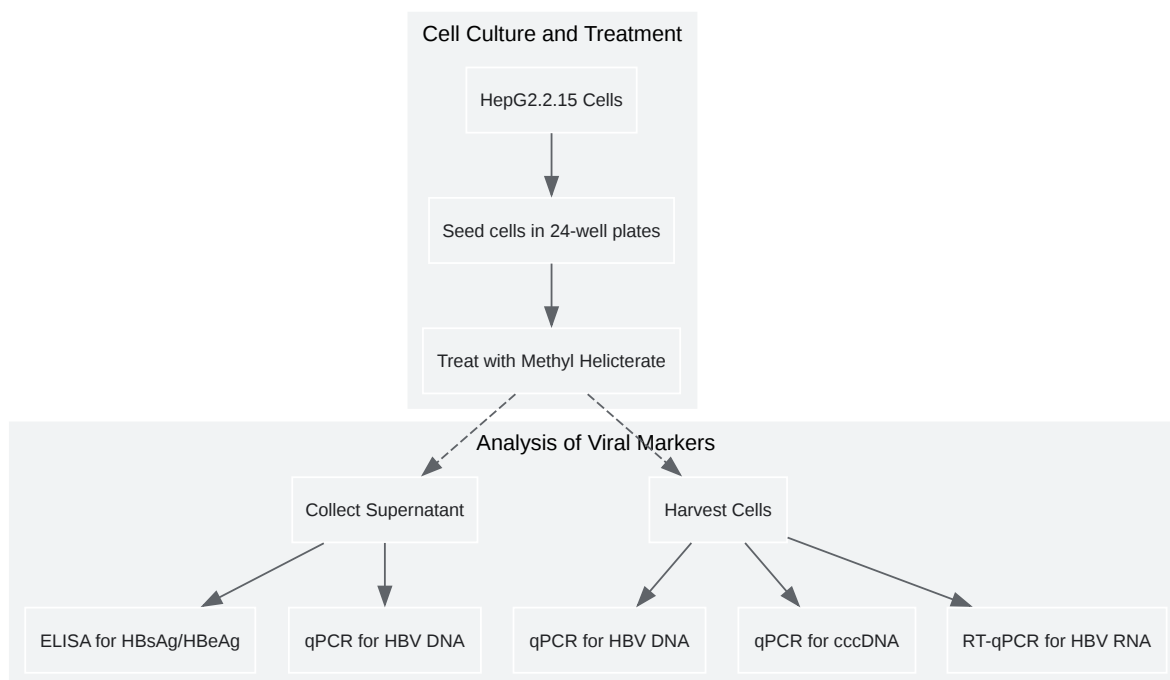 Cell Culture and Treatment
HepG2.2.15 Cells
Seed cells in 24-well plates
Treat with Methyl Helicterate
Analysis of Viral Markers
Collect Supernatant
Harvest Cells
ELISA for HBsAg/HBeAg
qPCR for HBV DNA
qPCR for HBV DNA
qPCR for cccDNA
RT-qPCR for HBV RNA